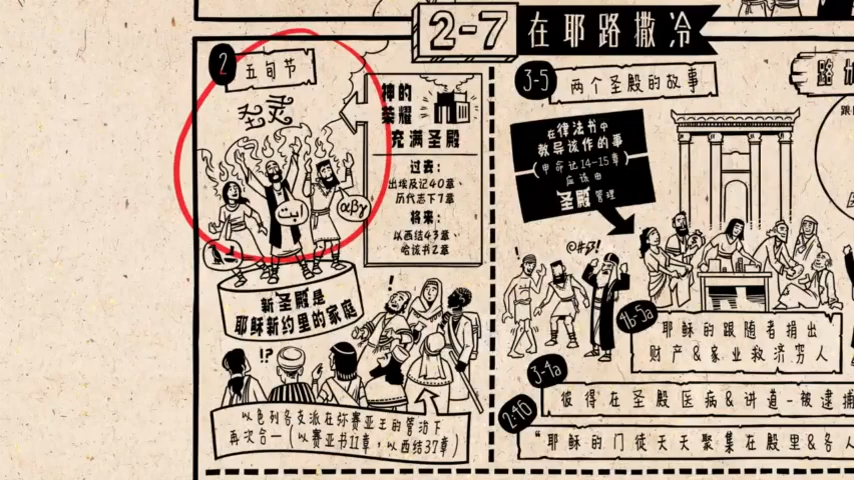 2-7 在耶路撒冷
2 五旬节
圣灵
αβγ
神的
荣耀
充满圣殿
过去：
出埃及记40章、
历代志下7章
将来：
以西结43章、
哈该书2章
新圣殿是
耶稣新约里的家庭
!?
!
以色列各支派在弥赛亚王的管治下
再次合一（以赛亚书11章，以西结37章）
3-5 两个圣殿的故事
在律法书中
教导该作的事
（申命记14-15章）
应该由
圣殿管理
!
@#$!
4b-5a
耶稣的跟随者捐出
财产&家业救济穷人
3-4a
彼得在圣殿医病&讲道-被逮捕
2:46
"耶稣的门徒天天聚集在殿里&各人